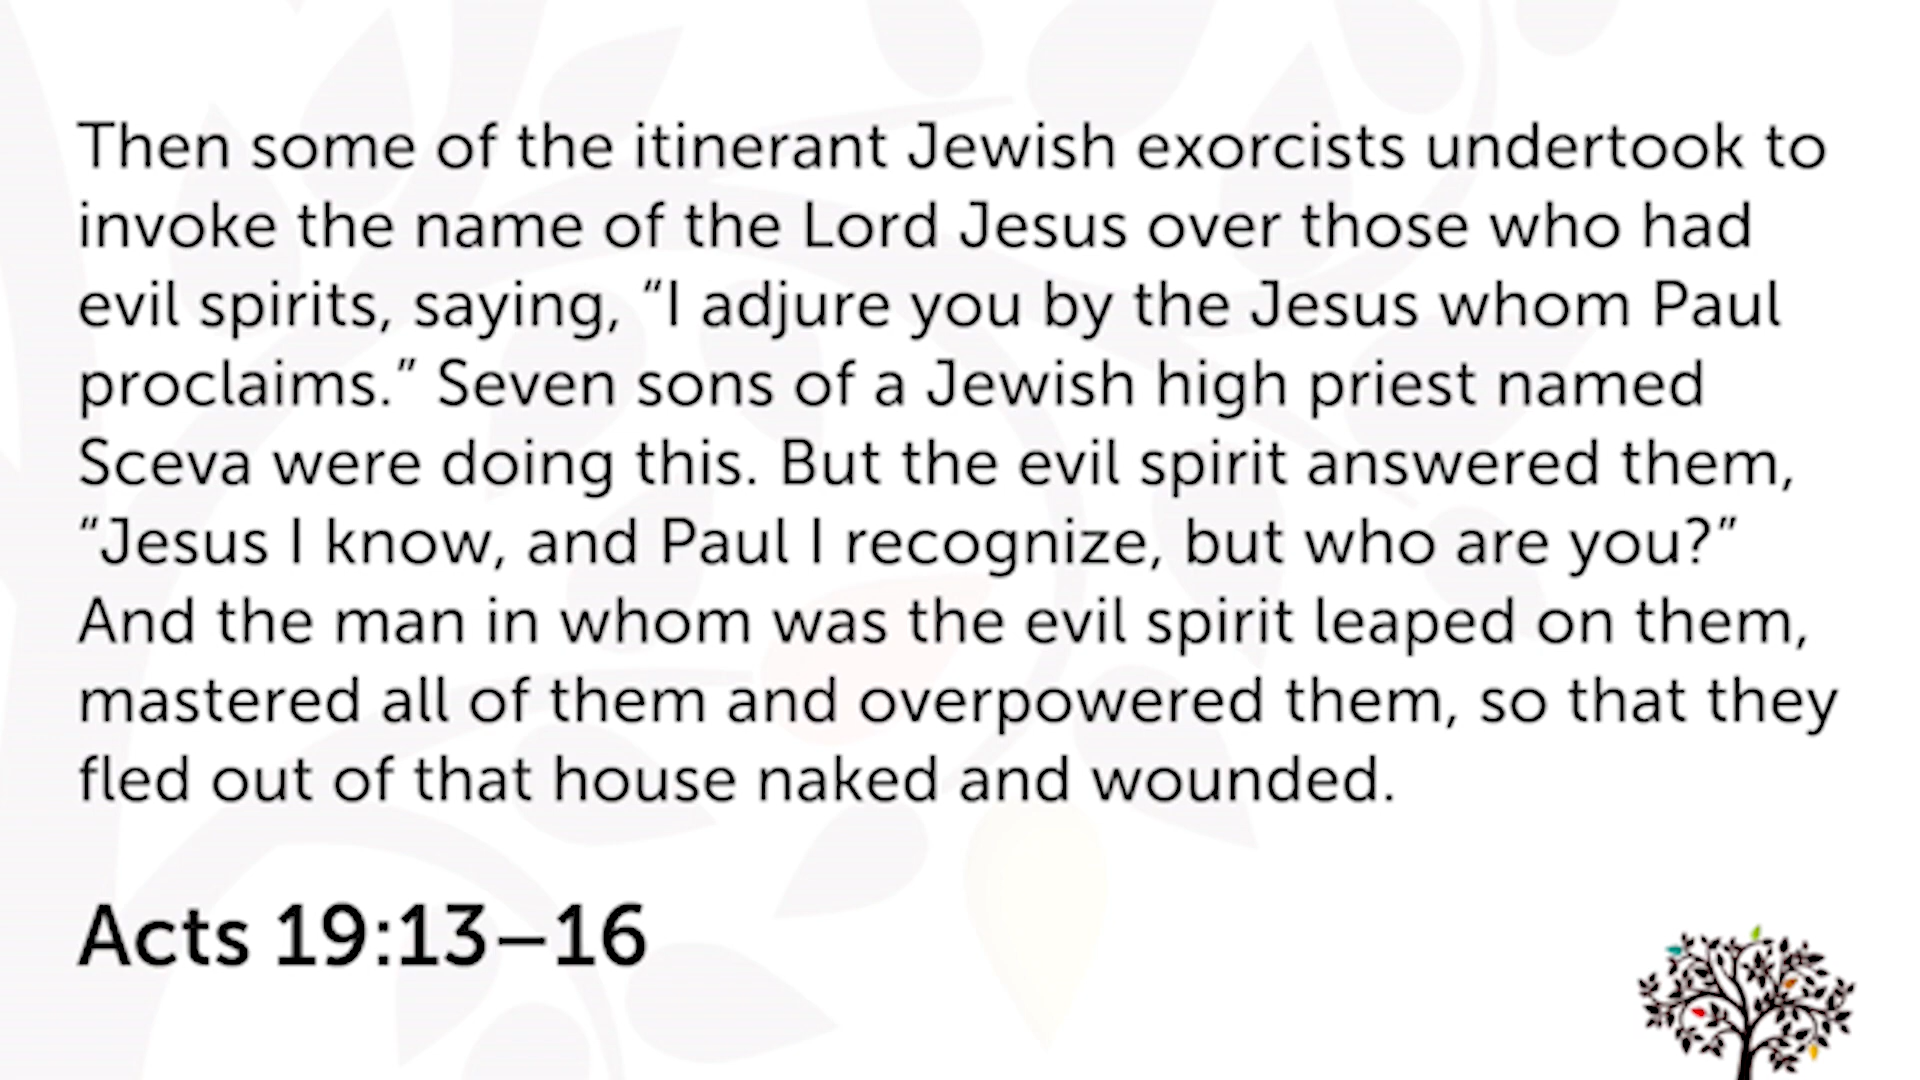 Then some of the itinerant Jewish exorcists undertook to
invoke the name of the Lord Jesus over those who had
evil spirits, saying, “I adjure you by the Jesus whom Paul
proclaims.” Seven sons of a Jewish high priest named
Sceva were doing this. But the evil spirit answered them,
“Jesus I know, and Paul I recognize, but who are you?”
And the man in whom was the evil spirit leaped on them,
mastered all of them and overpowered them, so that they
fled out of that house naked and wounded.
Acts 19:13–16